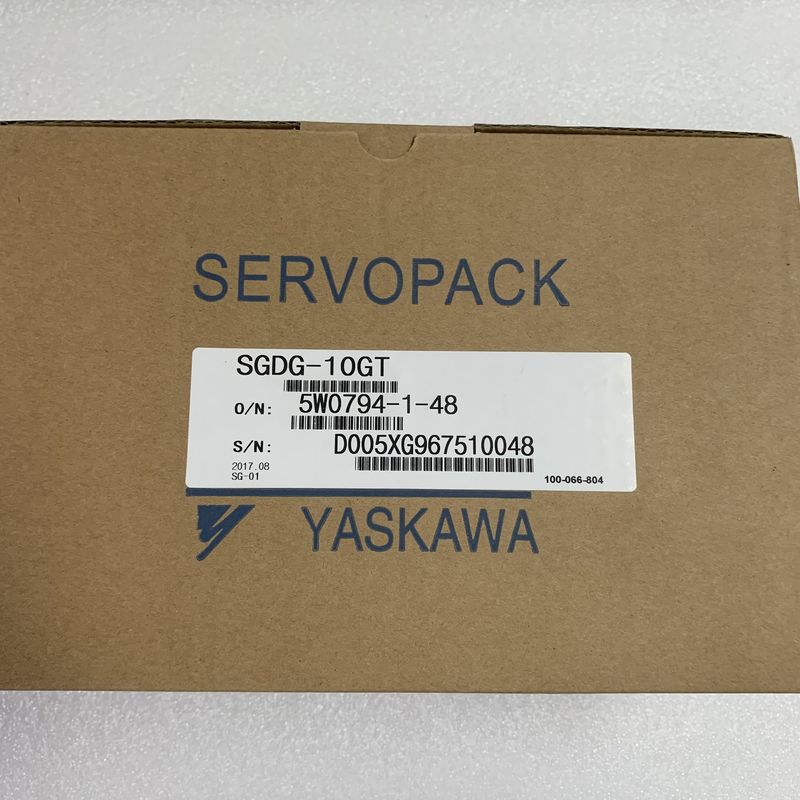 SERVOPACK
SGDG-10GT
O/N: 5W0794-1-48
S/N: D005XG967510048
2017.08
SG-01
100-066-804
YASKAWA